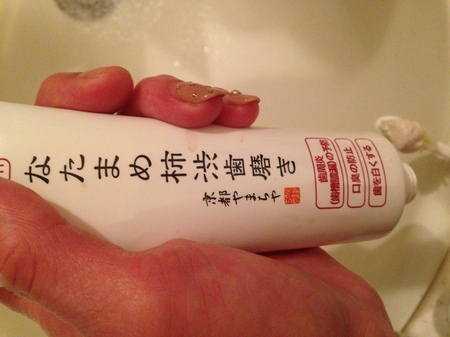 なたまめ柿渋歯磨き
京都やまちや
歯周炎
(歯槽膿漏)の予防
口臭の防止
歯を白くする